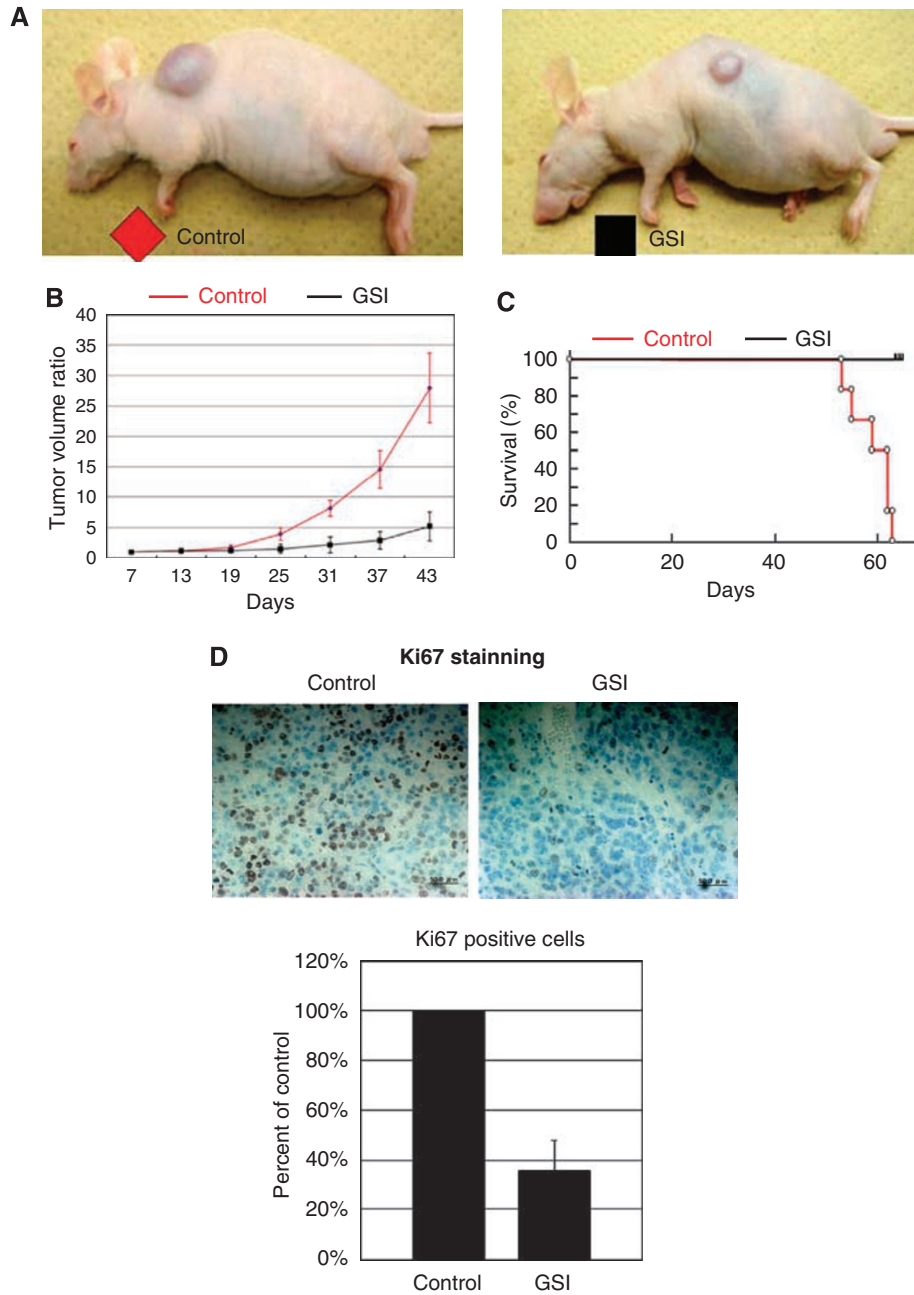 A
Control
GSI
B
Control GSI
40
35
30
25
20
15
10
5
0
Tumor volume ratio
7 13 19 25 31 37 43
Days
C
Control GSI
100
80
60
40
20
0
Survival (%)
0 20 40 60
Days
D
Ki67 stainning
Control GSI
Ki67 positive cells
120%
100%
80%
60%
40%
20%
0%
Percent of control
Control GSI